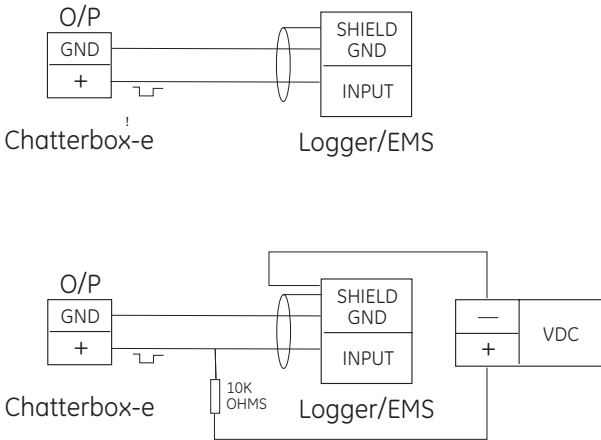 O/P
GND
+
SHIELD
GND
INPUT
!
Chatterbox-e
Logger/EMS
O/P
GND
+
SHIELD
GND
INPUT
—
+
VDC
10K
OHMS
Chatterbox-e
Logger/EMS